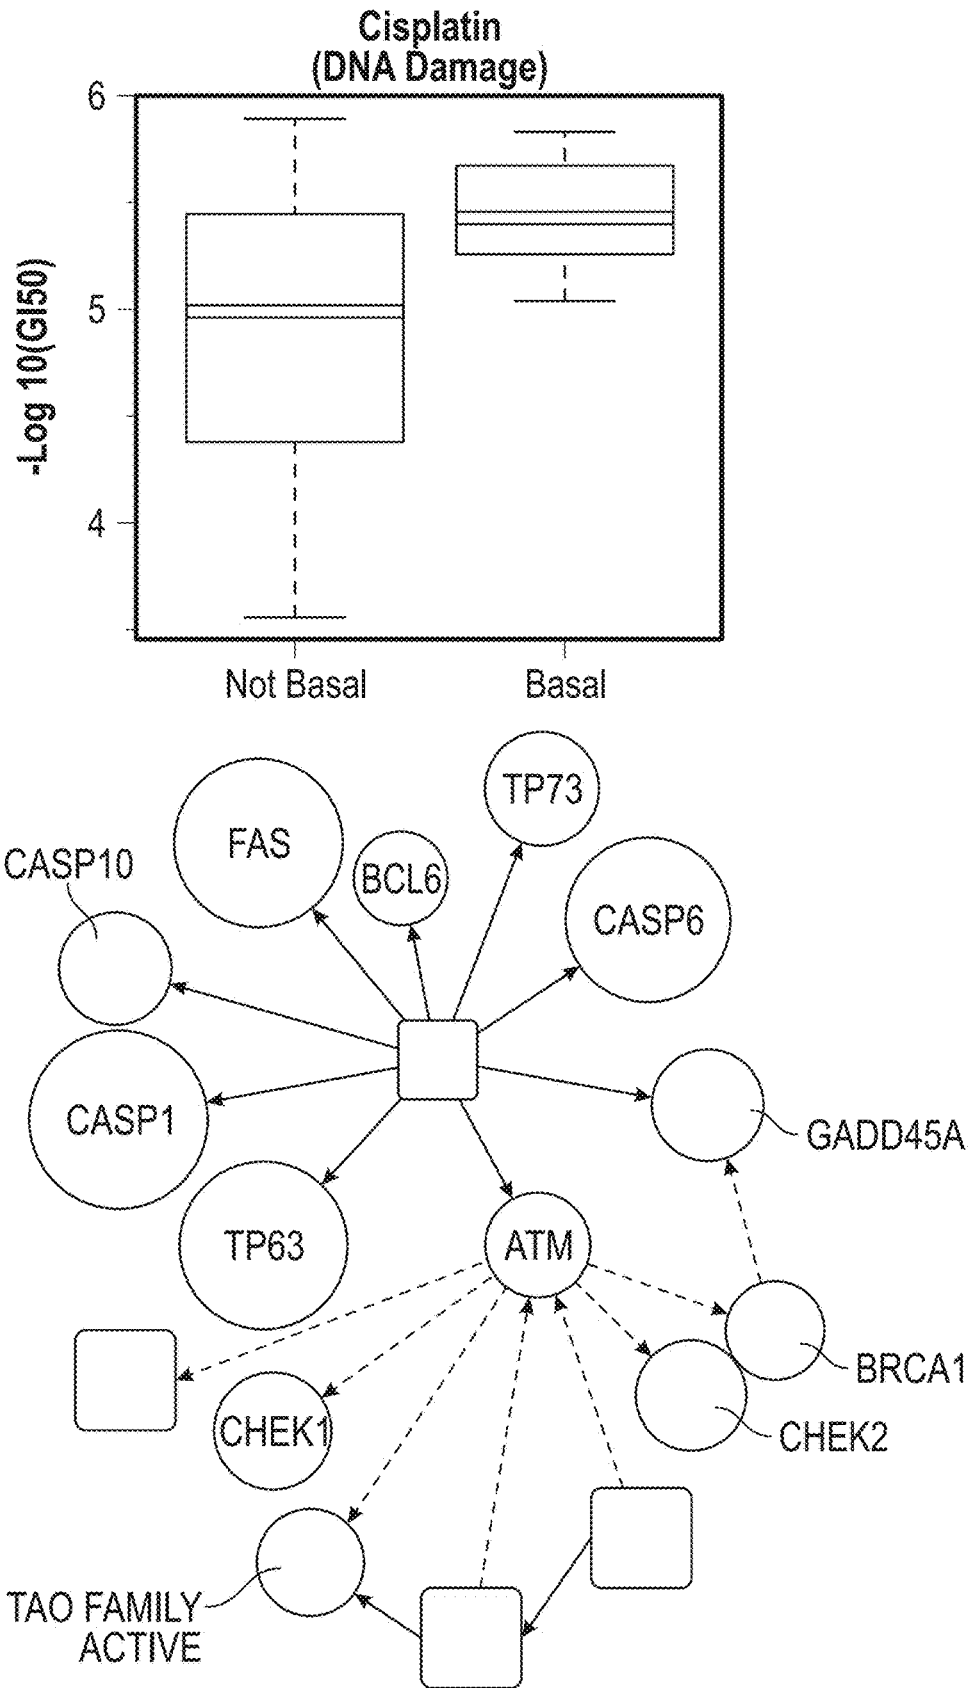 Cisplatin
(DNA Damage)
6
5
4
-Log 10(GI50)
Not Basal
Basal
TP73
FAS
CASP10
BCL6
CASP6
CASP1
GADD45A
TP63
ATM
BRCA1
CHEK1
CHEK2
TAO FAMILY
ACTIVE